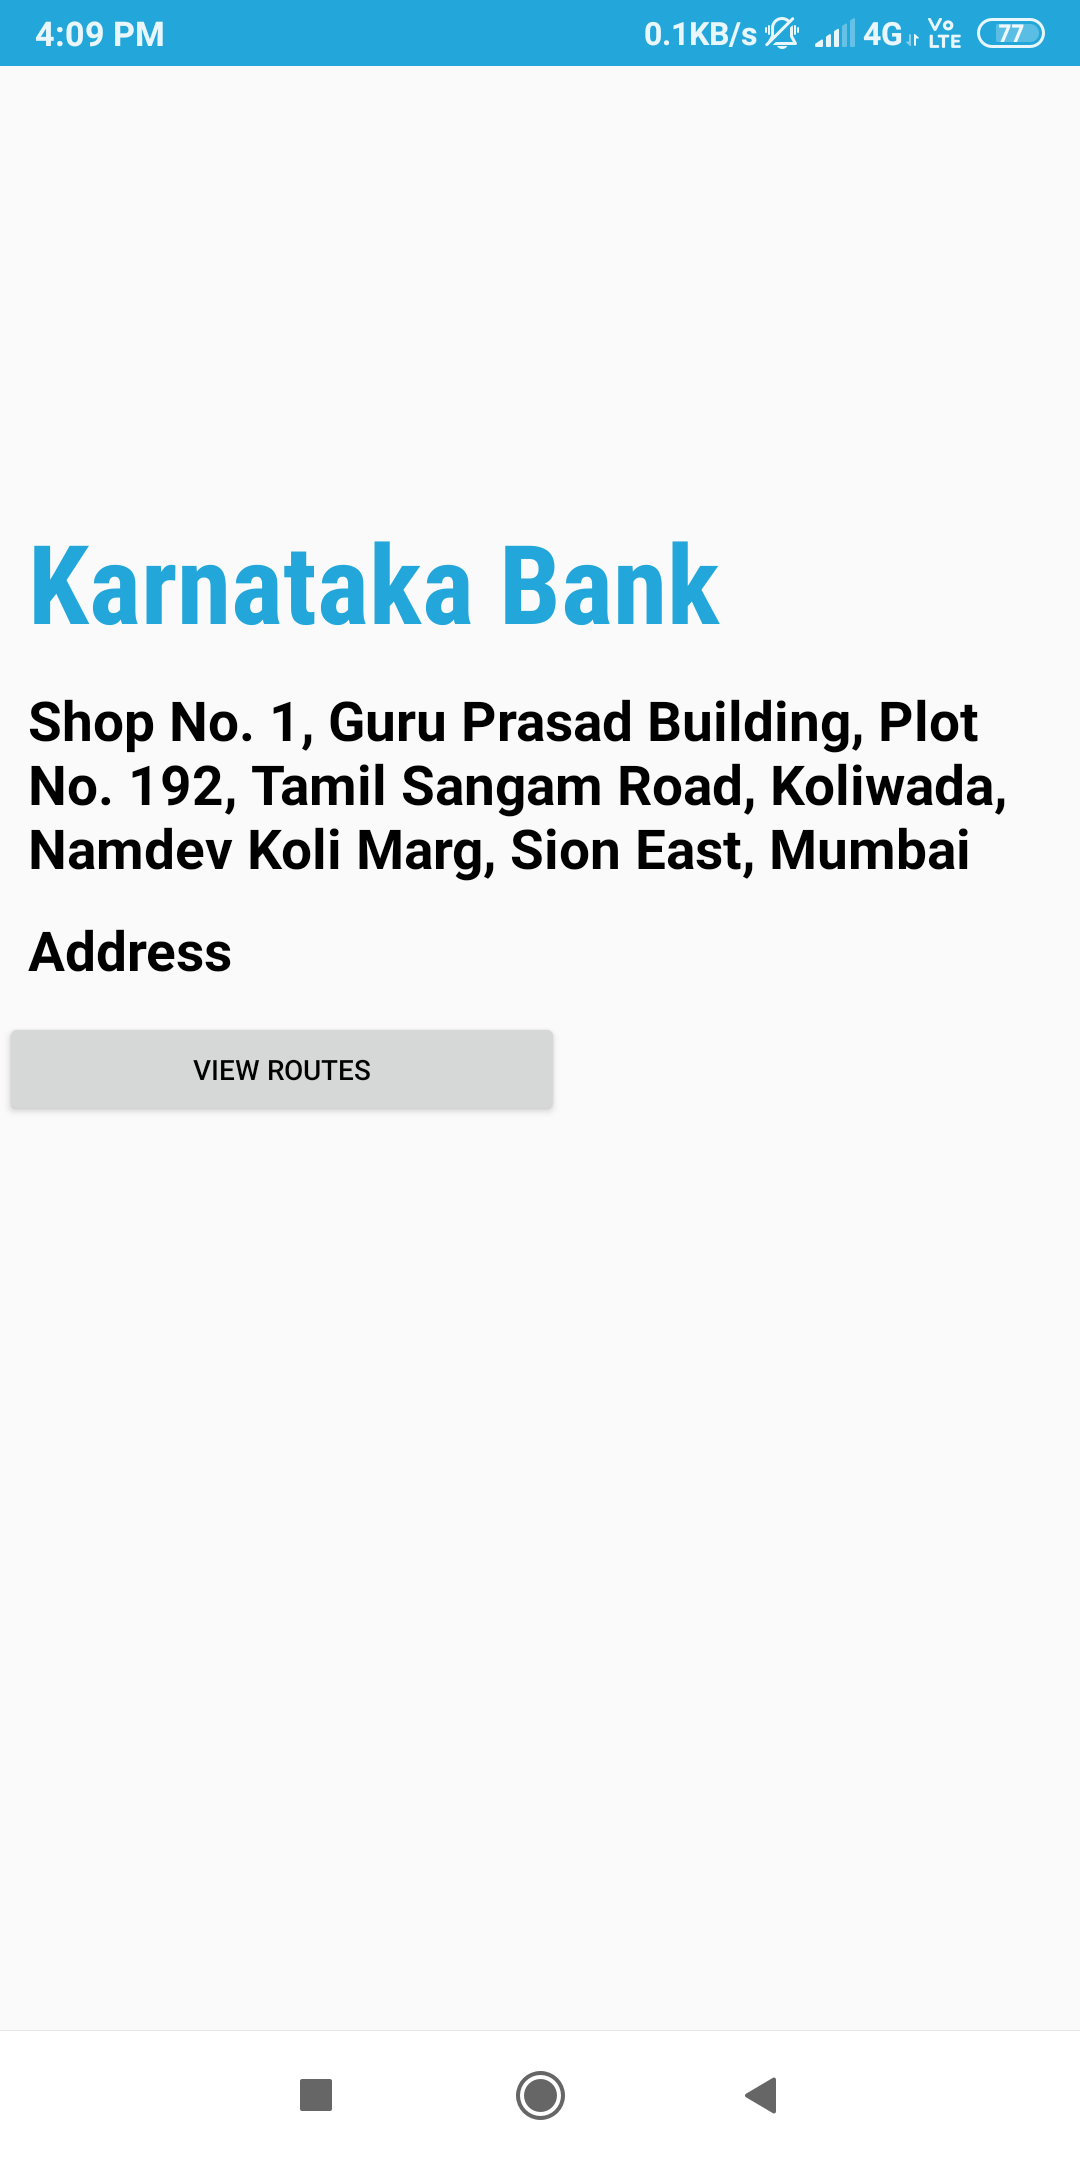 4:09 PM 0.1KB/s 4G Vo LTE 77
Karnataka Bank
Shop No. 1, Guru Prasad Building, Plot
No. 192, Tamil Sangam Road, Koliwada,
Namdev Koli Marg, Sion East, Mumbai
Address
VIEW ROUTES